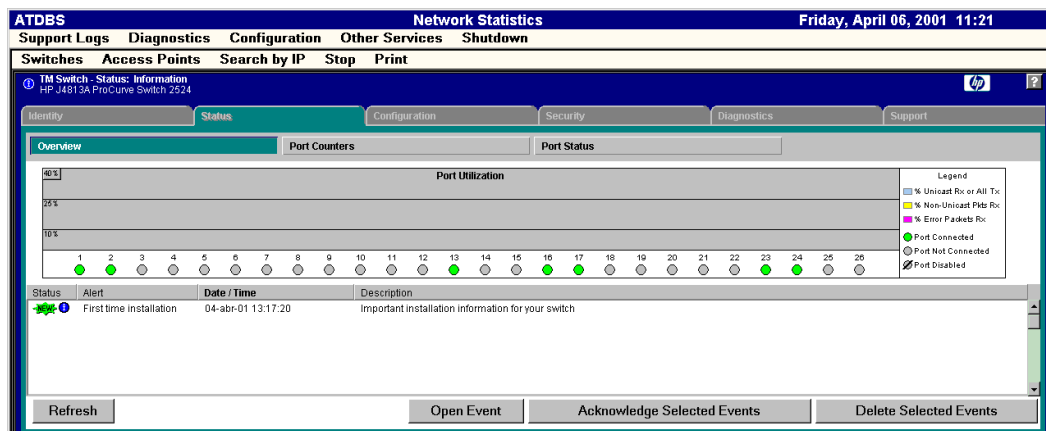 ATDBS Network Statistics Friday, April 06, 2001 11:21
Support Logs Diagnostics Configuration Other Services Shutdown
Switches Access Points Search by IP Stop Print
TM Switch - Status: Information
HP J4813A ProCurve Switch 2524
hp ?
Identity Status Configuration Security Diagnostics Support
Overview Port Counters Port Status
40% Port Utilization
25%
10%
Legend
% Unicast Rx or All Tx
% Non-Unicast Pkts Rx
% Error Packets Rx
Port Connected
Port Not Connected
Port Disabled
1 2 3 4 5 6 7 8 9 10 11 12 13 14 15 16 17 18 19 20 21 22 23 24 25 26
Status Alert Date / Time Description
NEW First time installation 04-abr-01 13:17:20 Important installation information for your switch
Refresh Open Event Acknowledge Selected Events Delete Selected Events